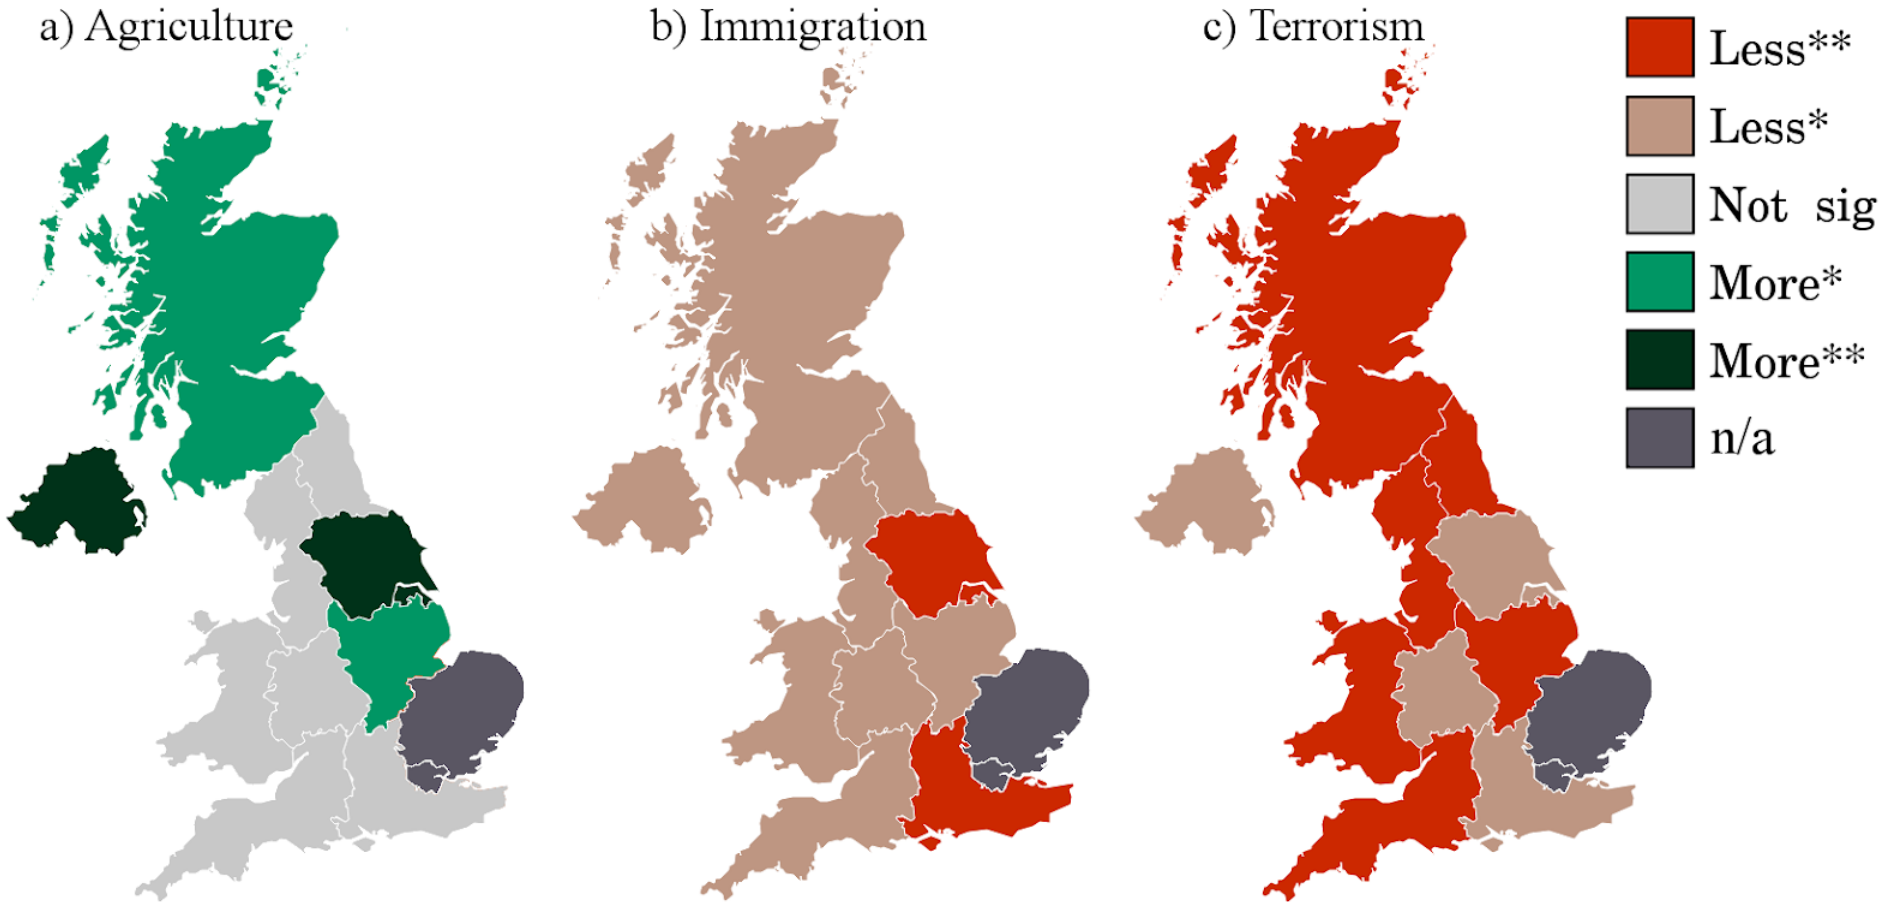 a) Agriculture
b) Immigration
c) Terrorism
Less**
Less*
Not sig
More*
More**
n/a